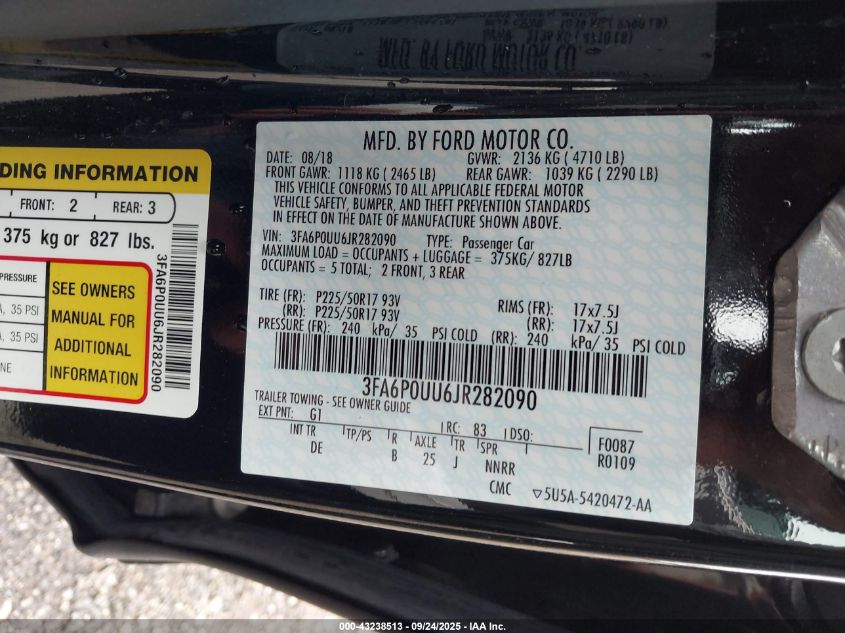 MFD. BY FORD MOTOR CO.
DATE: 08/18 GVWR: 2136 KG ( 4710 LB)
FRONT GAWR: 1118 KG ( 2465 LB) REAR GAWR: 1039 KG ( 2290 LB)
THIS VEHICLE CONFORMS TO ALL APPLICABLE FEDERAL MOTOR
VEHICLE SAFETY, BUMPER, AND THEFT PREVENTION STANDARDS
IN EFFECT ON THE DATE OF MANUFACTURE SHOWN ABOVE.
VIN: 3FA6P0UU6JR282090 TYPE: Passenger Car
MAXIMUM LOAD = OCCUPANTS + LUGGAGE = 375KG/ 827LB
OCCUPANTS = 5 TOTAL; 2 FRONT, 3 REAR
TIRE (FR): P225/50R17 93V RIMS (FR): 17x7.5J
(RR): P225/50R17 93V (RR): 17x7.5J
PRESSURE (FR): 240 kPa/ 35 PSI COLD (RR): 240 kPa/ 35 PSI COLD
3FA6P0UU6JR282090
TRAILER TOWING - SEE OWNER GUIDE
EXT PNT: G1 RC: 83 DSO: F0087
INT TR TP/PS R AXLE TR SPR R0109
DE B 25 J NNRR
CMC ▽5U5A-5420472-AA
DING INFORMATION
FRONT: 2 REAR: 3
375 kg or 827 lbs.
PRESSURE
35 PSI
35 PSI
NE
SEE OWNERS
MANUAL FOR
ADDITIONAL
INFORMATION
3FA6P0UU6JR282090
000-43238513 - 09/24/2025 - IAA Inc.